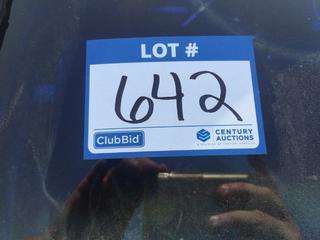 LOT #
642
ClubBid
CENTURY
AUCTIONS